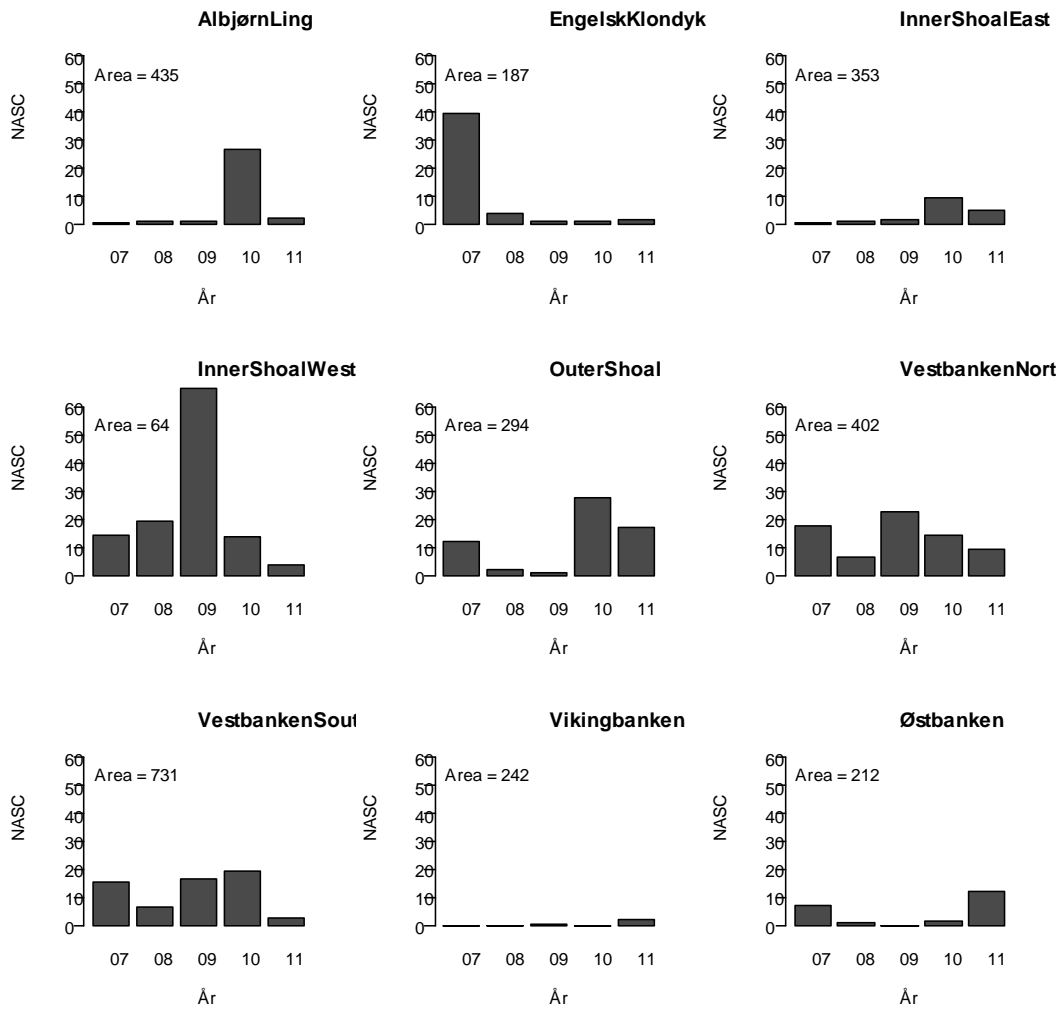 AlbjørnLing
EngelskKlondyk
InnerShoalEast
Area = 435
Area = 187
Area = 353
NASC
60
50
40
30
20
10
0
NASC
60
50
40
30
20
10
0
NASC
60
50
40
30
20
10
0
07 08 09 10 11
07 08 09 10 11
07 08 09 10 11
År
År
År
InnerShoalWest
OuterShoal
VestbankenNort
Area = 64
Area = 294
Area = 402
NASC
60
50
40
30
20
10
0
NASC
60
50
40
30
20
10
0
NASC
60
50
40
30
20
10
0
07 08 09 10 11
07 08 09 10 11
07 08 09 10 11
År
År
År
VestbankenSout
Vikingbanken
Østbanken
Area = 731
Area = 242
Area = 212
NASC
60
50
40
30
20
10
0
NASC
60
50
40
30
20
10
0
NASC
60
50
40
30
20
10
0
07 08 09 10 11
07 08 09 10 11
07 08 09 10 11
År
År
År